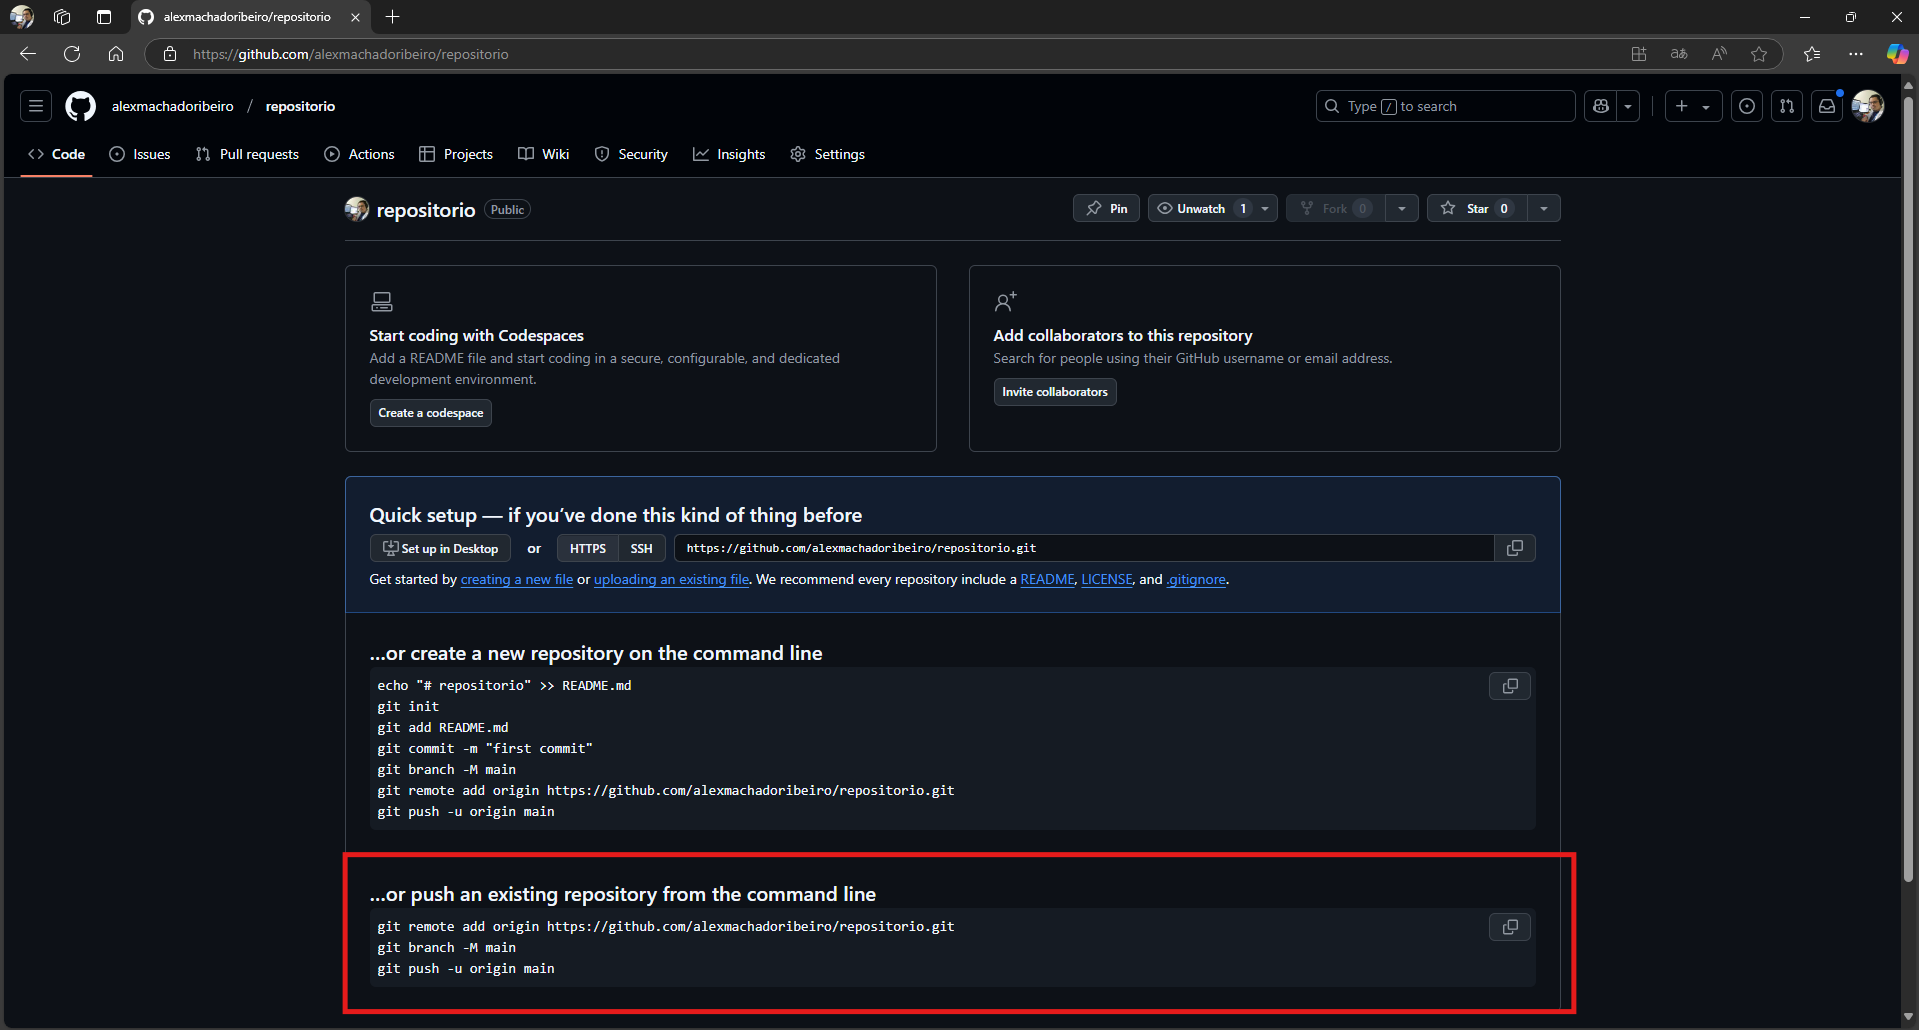 alexmachadoribeiro/repositorio
https://github.com/alexmachadoribeiro/repositorio
alexmachadoribeiro / repositorio
Type / to search
Code
Issues
Pull requests
Actions
Projects
Wiki
Security
Insights
Settings
repositorio Public
Pin
Unwatch 1
Fork 0
Star 0
Start coding with Codespaces
Add a README file and start coding in a secure, configurable, and dedicated
development environment.
Create a codespace
Add collaborators to this repository
Search for people using their GitHub username or email address.
Invite collaborators
Quick setup — if you’ve done this kind of thing before
Set up in Desktop or HTTPS SSH https://github.com/alexmachadoribeiro/repositorio.git
Get started by creating a new file or uploading an existing file. We recommend every repository include a README, LICENSE, and .gitignore.
...or create a new repository on the command line
echo "# repositorio" >> README.md
git init
git add README.md
git commit -m "first commit"
git branch -M main
git remote add origin https://github.com/alexmachadoribeiro/repositorio.git
git push -u origin main
...or push an existing repository from the command line
git remote add origin https://github.com/alexmachadoribeiro/repositorio.git
git branch -M main
git push -u origin main